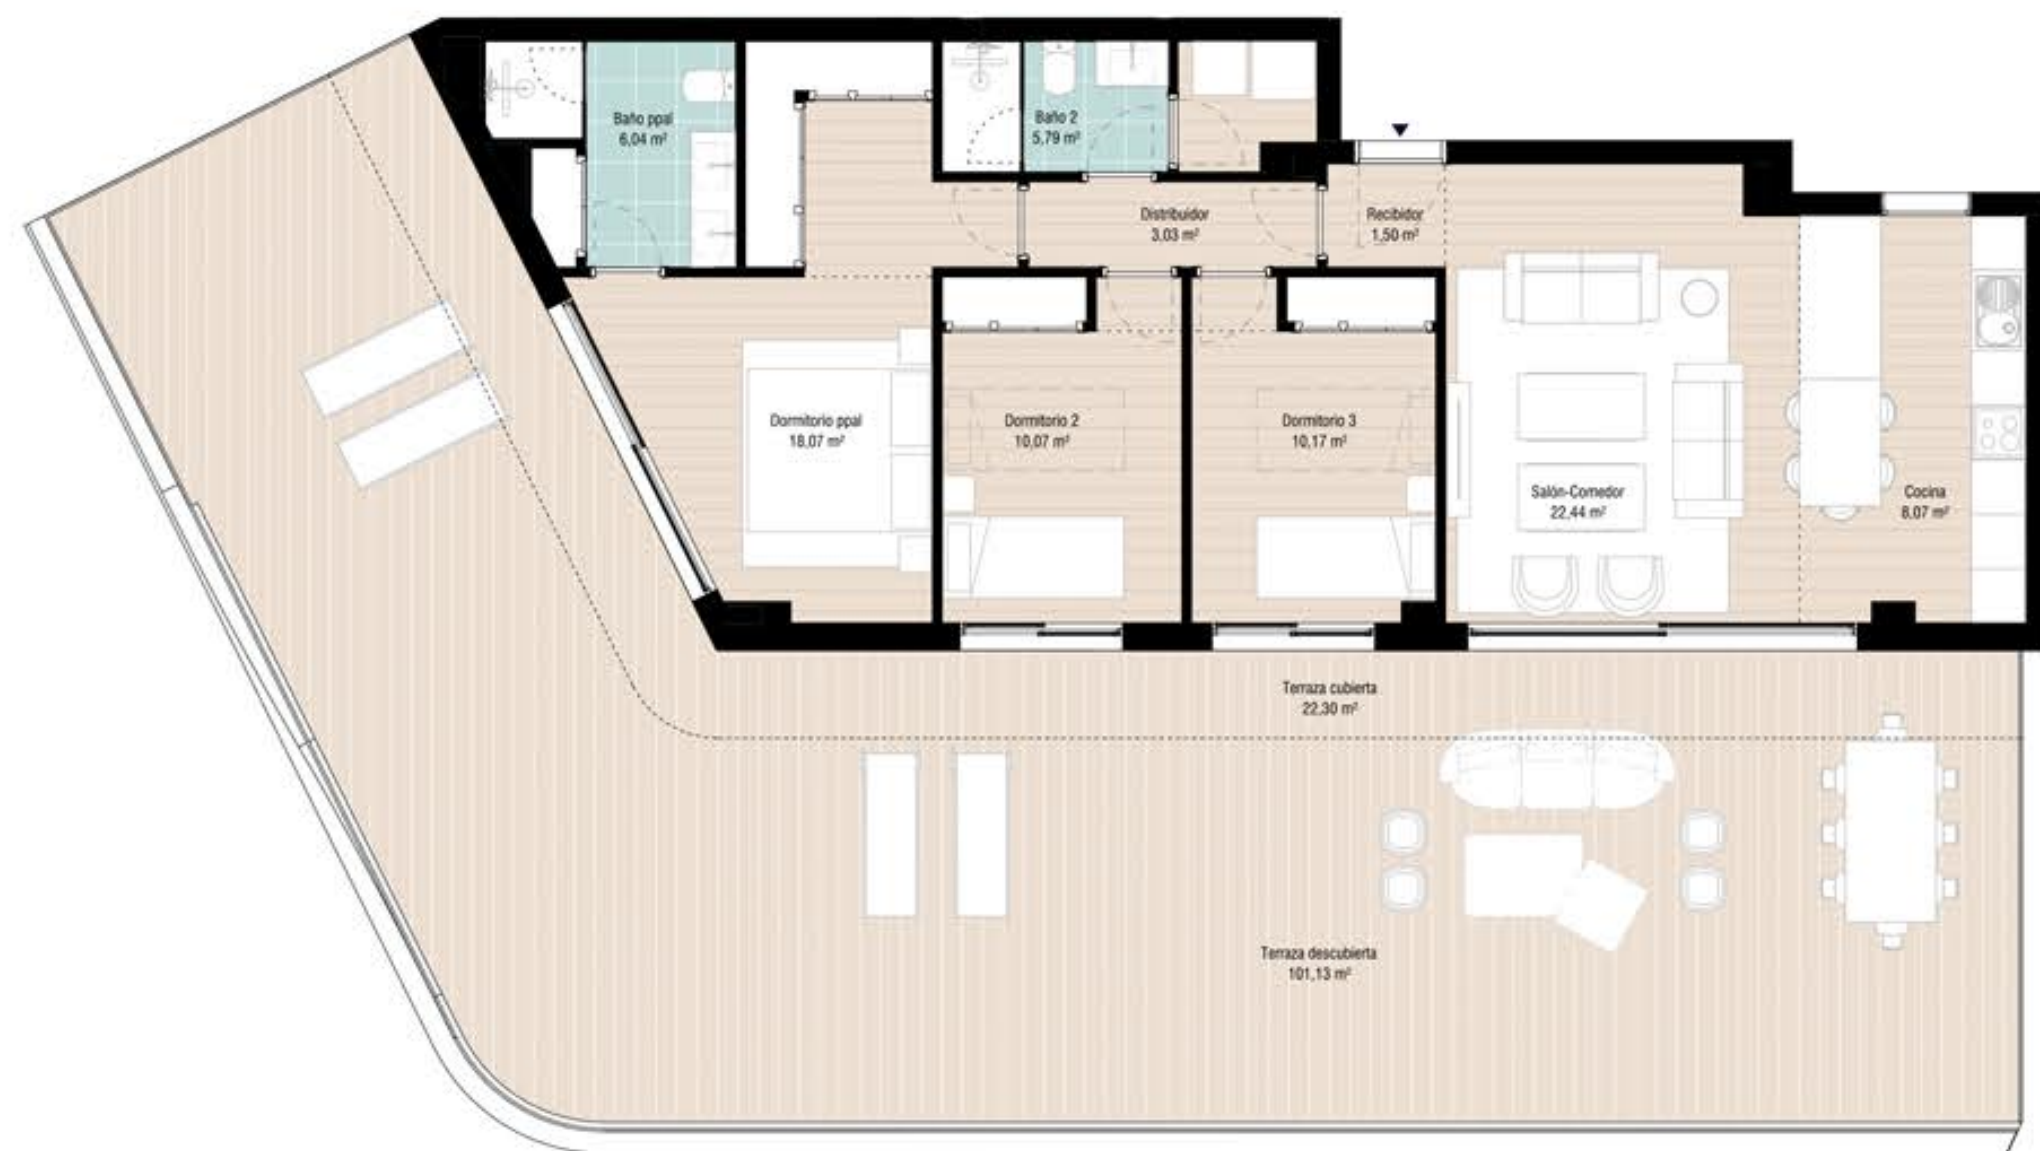 Baño ppal
6,04 m²
Baño 2
5,79 m²
Distribuidor
3,03 m²
Recibidor
1,50 m²
Dormitorio ppal
18,07 m²
Dormitorio 2
10,07 m²
Dormitorio 3
10,17 m²
Salón-Comedor
22,44 m²
Cocina
8,07 m²
Terraza cubierta
22,30 m²
Terraza descubierta
101,13 m²